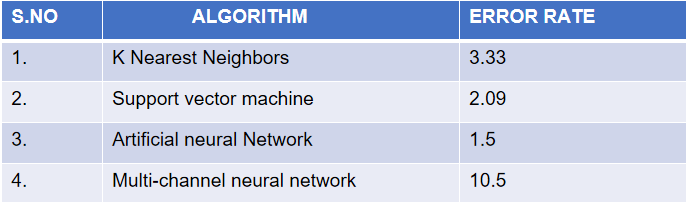 S.NO ALGORITHM ERROR RATE
1. K Nearest Neighbors 3.33
2. Support vector machine 2.09
3. Artificial neural Network 1.5
4. Multi-channel neural network 10.5